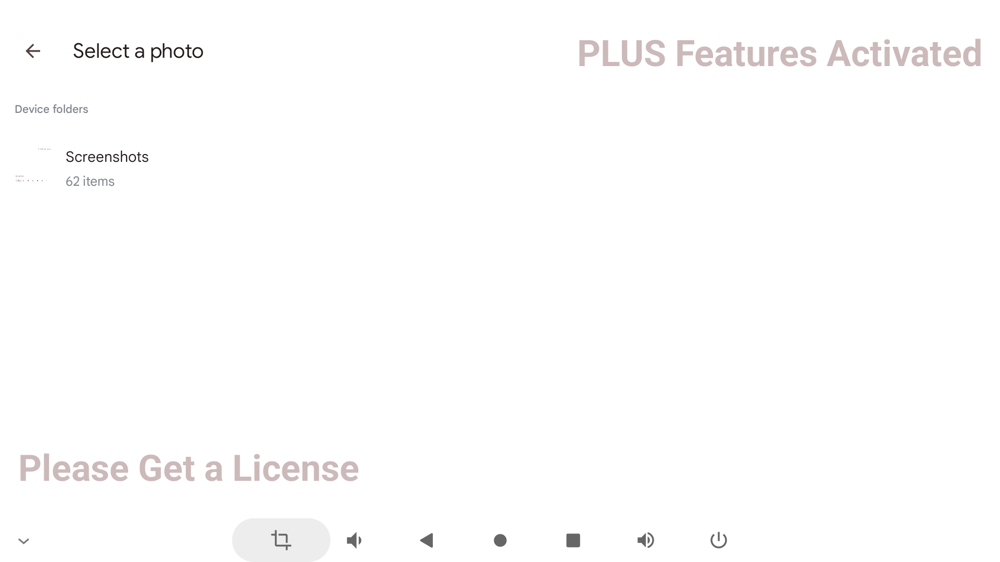 Select a photo
PLUS Features Activated
Device folders
Screenshots
62 items
Please Get a License